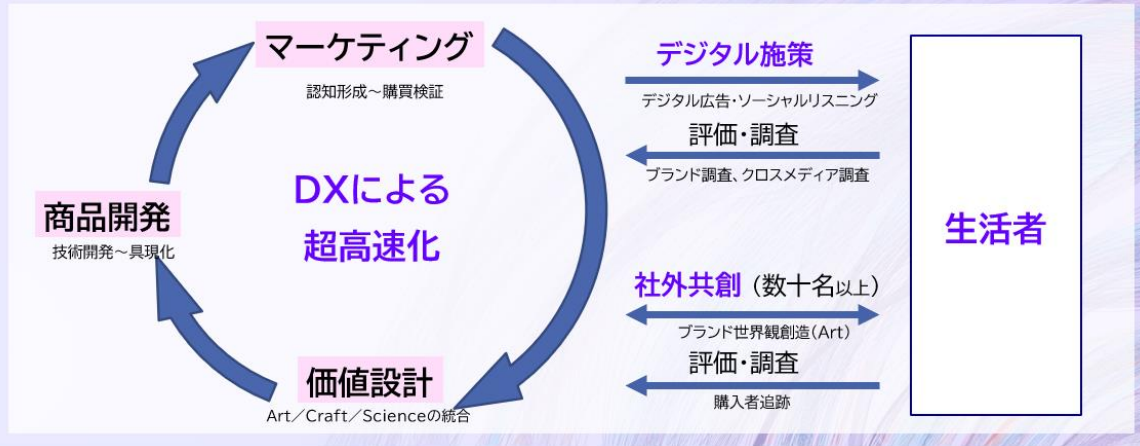 マーケティング
認知形成～購買検証
DXによる
超高速化
商品開発
技術開発～具現化
価値設計
Art／Craft／Scienceの統合
デジタル施策
デジタル広告・ソーシャルリスニング
評価・調査
ブランド調査、クロスメディア調査
社外共創（数十名以上）
ブランド世界観創造（Art）
評価・調査
購入者追跡
生活者